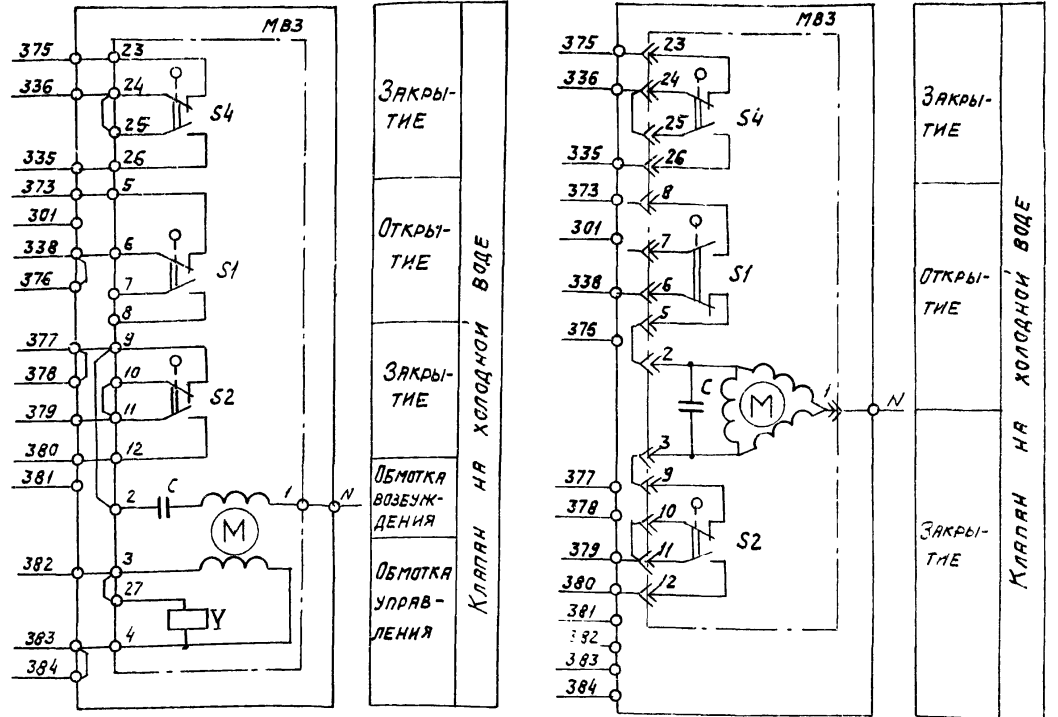 МВ3
375
23
336
24
25
S4
335
26
373
5
301
338
6
376
7
S1
8
377
9
378
10
379
11
S2
380
12
381
2
C
1
N
М
382
3
27
Y
383
4
384
ЗАКРЫ-
ТИЕ
ОТКРЫ-
ТИЕ
ЗАКРЫ-
ТИЕ
ОБМОТКА
ВОЗБУЖ-
ДЕНИЯ
ОБМОТКА
УПРАВ-
ЛЕНИЯ
КЛАПАН НА ХОЛОДНОЙ ВОДЕ
МВ3
375
23
336
24
25
S4
335
26
373
8
301
7
S1
338
6
5
376
2
C
М
1
N
3
377
9
378
10
379
11
S2
380
12
381
382
383
384
ЗАКРЫ-
ТИЕ
ОТКРЫ-
ТИЕ
ЗАКРЫ-
ТИЕ
КЛАПАН НА ХОЛОДНОЙ ВОДЕ